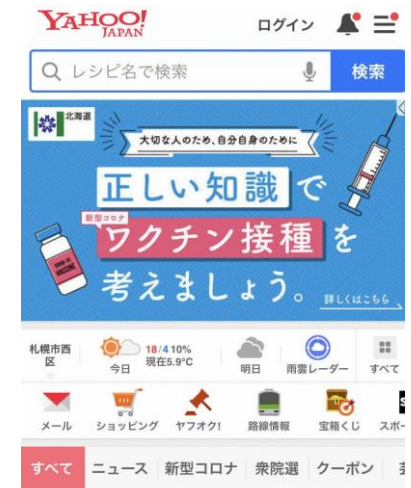 YAHOO!
JAPAN
ログイン
レシピ名で検索
検索
北海道
大切な人のため、自分自身のために
正しい知識で
新型コロナ
ワクチン接種を
考えましょう。
COVID-19
VACCINE
詳しくはこちら
札幌市西区
18/4 10%
現在5.9°C
今日
明日
雨雲レーダー
すべて
メール
ショッピング
ヤフオク!
路線情報
宝箱くじ
スポー
すべて
ニュース
新型コロナ
衆院選
クーポン